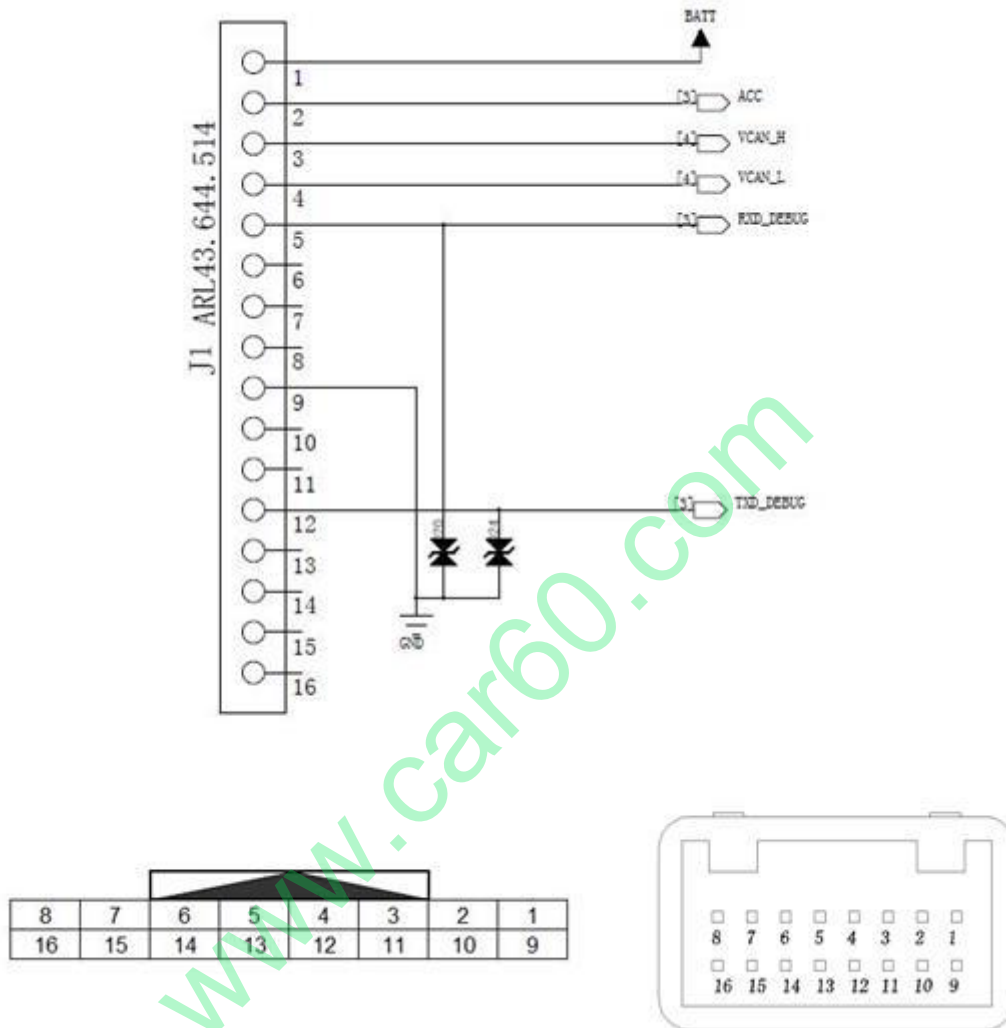 BATT
1
[3] ACC
2
[4] VCAN_H
3
[4] VCAN_L
4
[3] RXD_DEBUG
5
6
7
8
9
10
11
[3] TXD_DEBUG
12
13
14
15
16
J1 ARL43.644.514
8 7 6 5 4 3 2 1
16 15 14 13 12 11 10 9
8 7 6 5 4 3 2 1
16 15 14 13 12 11 10 9
www.car60.com